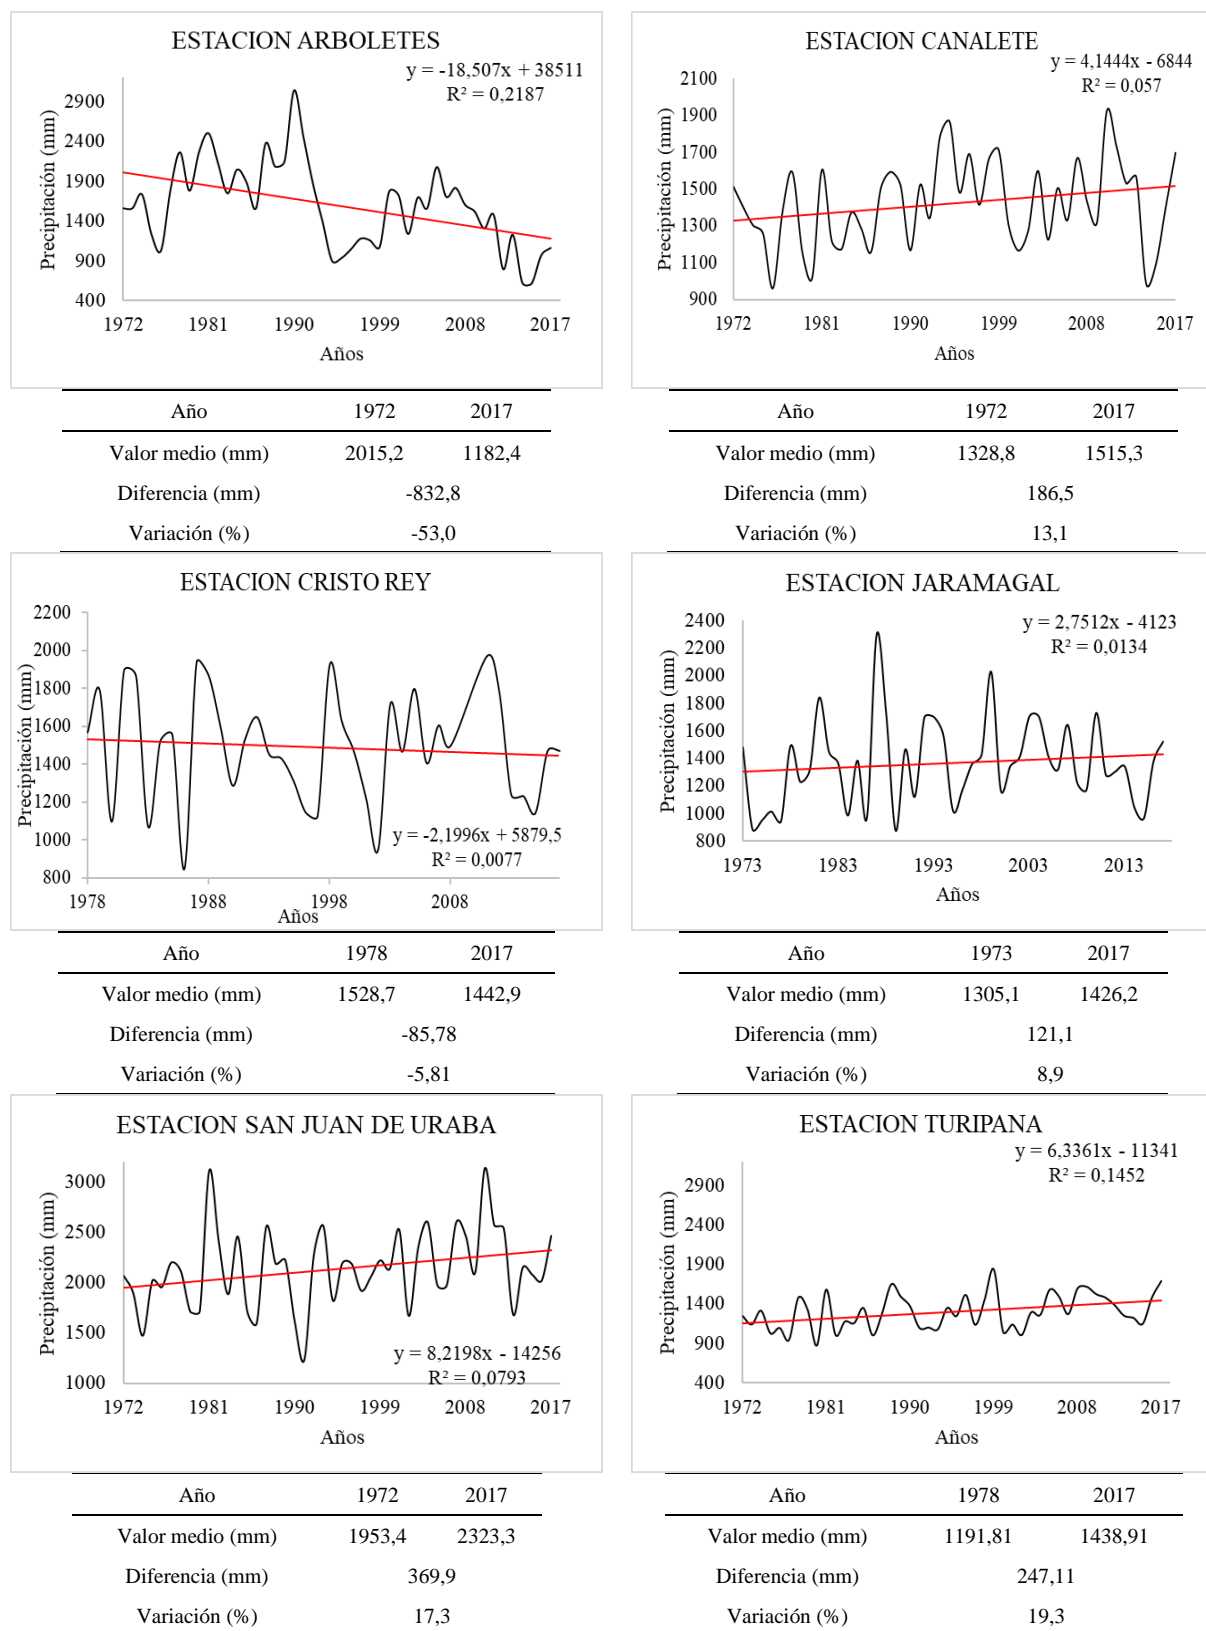 ESTACION ARBOLETES
y = -18,507x + 38511
R² = 0,2187
Precipitación (mm)
2900
2400
1900
1400
900
400
1972 1981 1990 1999 2008 2017
Años
Año 1972 2017
Valor medio (mm) 2015,2 1182,4
Diferencia (mm) -832,8
Variación (%) -53,0
ESTACION CANALETE
y = 4,1444x - 6844
R² = 0,057
Precipitación (mm)
2100
1900
1700
1500
1300
1100
900
1972 1981 1990 1999 2008 2017
Años
Año 1972 2017
Valor medio (mm) 1328,8 1515,3
Diferencia (mm) 186,5
Variación (%) 13,1
ESTACION CRISTO REY
Precipitación (mm)
2200
2000
1800
1600
1400
1200
1000
800
y = -2,1996x + 5879,5
R² = 0,0077
1978 1988 1998 2008
Años
Año 1978 2017
Valor medio (mm) 1528,7 1442,9
Diferencia (mm) -85,78
Variación (%) -5,81
ESTACION JARAMAGAL
y = 2,7512x - 4123
R² = 0,0134
Precipitación (mm)
2400
2200
2000
1800
1600
1400
1200
1000
800
1973 1983 1993 2003 2013
Años
Año 1973 2017
Valor medio (mm) 1305,1 1426,2
Diferencia (mm) 121,1
Variación (%) 8,9
ESTACION SAN JUAN DE URABA
Precipitación (mm)
3000
2500
2000
1500
1000
y = 8,2198x - 14256
R² = 0,0793
1972 1981 1990 1999 2008 2017
Años
Año 1972 2017
Valor medio (mm) 1953,4 2323,3
Diferencia (mm) 369,9
Variación (%) 17,3
ESTACION TURIPANA
y = 6,3361x - 11341
R² = 0,1452
Precipitación (mm)
2900
2400
1900
1400
900
400
1972 1981 1990 1999 2008 2017
Años
Año 1978 2017
Valor medio (mm) 1191,81 1438,91
Diferencia (mm) 247,11
Variación (%) 19,3